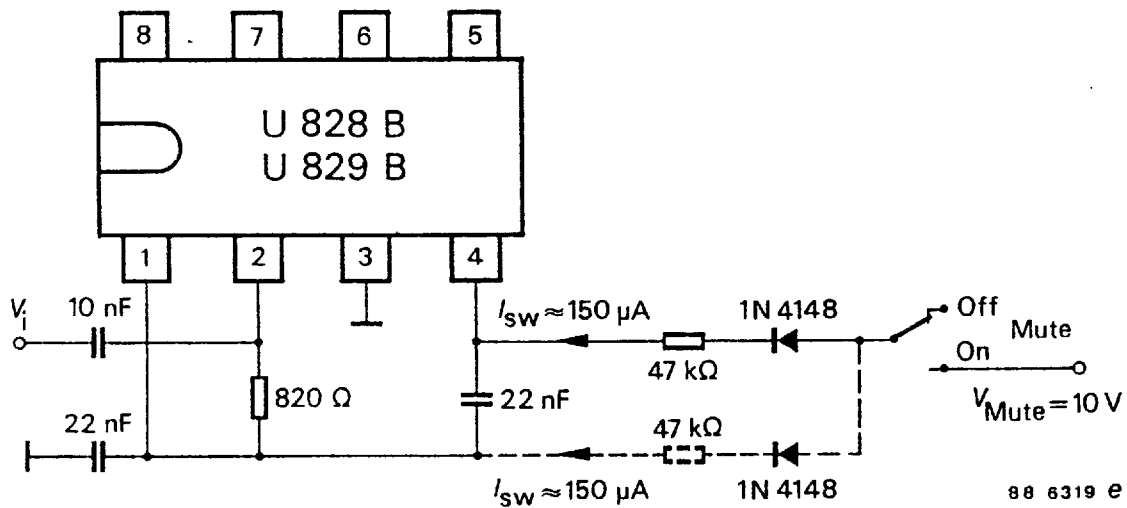 8 7 6 5
U 828 B
U 829 B
1 2 3 4
Vi
10 nF
Isw ≈ 150 µA
1N 4148
Off
Mute
On
47 kΩ
VMute = 10 V
820 Ω
22 nF
22 nF
47 kΩ
Isw ≈ 150 µA
1N 4148
88 6319 e